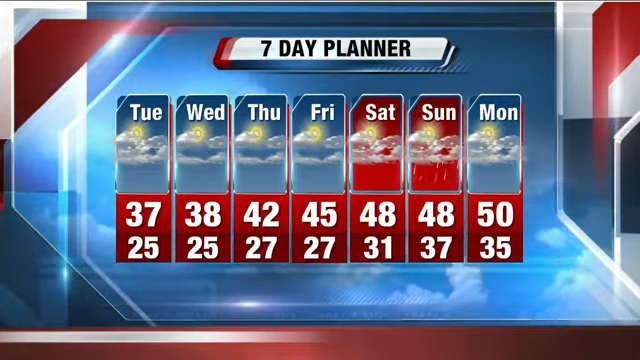 7 DAY PLANNER
Tue Wed Thu Fri Sat Sun Mon
37 38 42 45 48 48 50
25 25 27 27 31 37 35